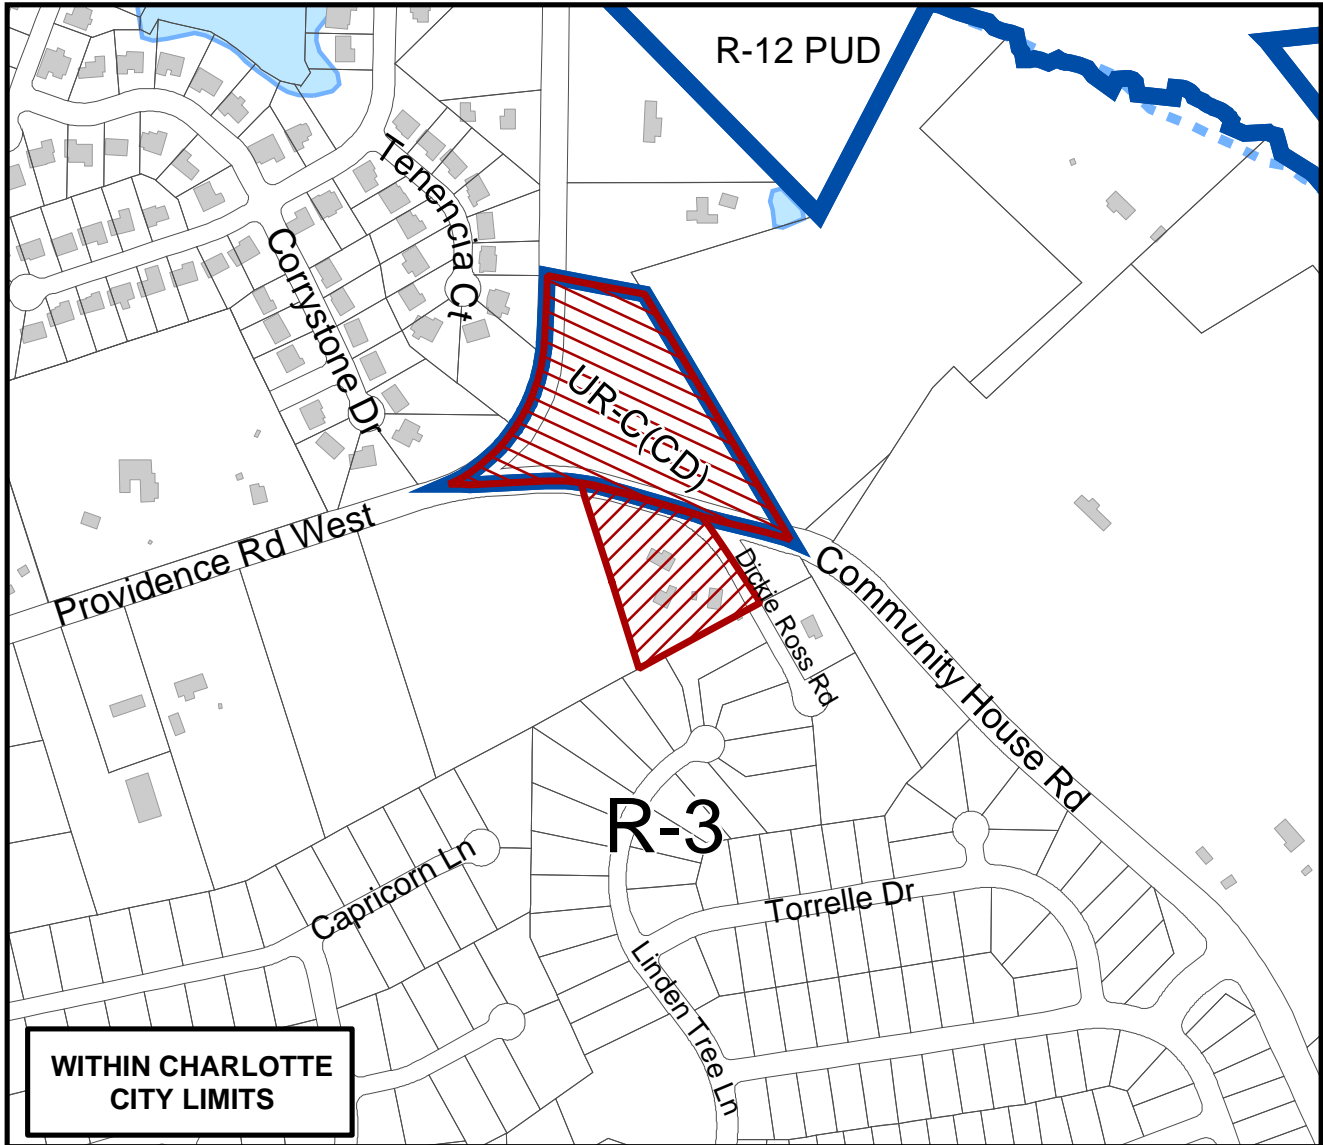 R-12 PUD
Tenencia Ct
Corrystone Dr
UR-C(CD)
Providence Rd West
Dickie Ross Rd
Community House Rd
R-3
Capricorn Ln
Torrelle Dr
Linden Tree Ln
WITHIN CHARLOTTE
CITY LIMITS